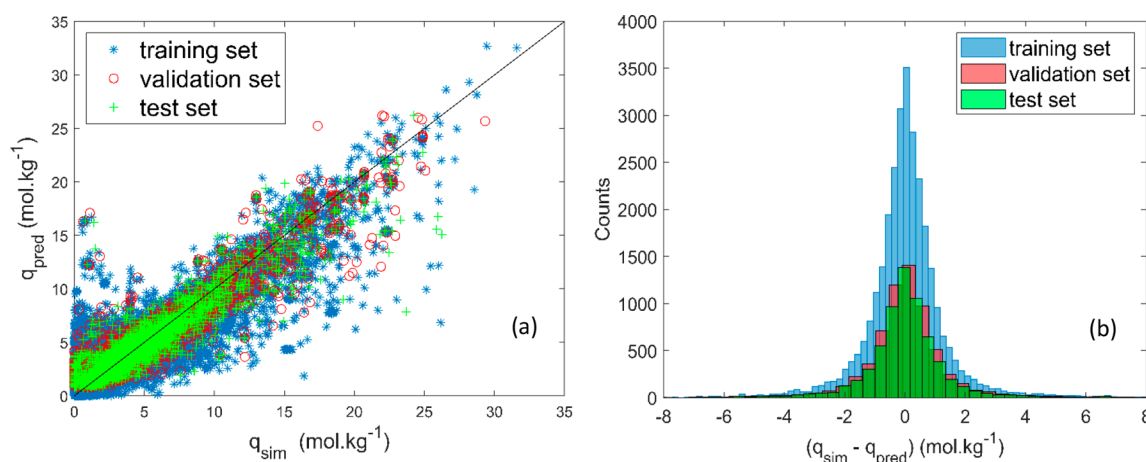 35
30
25
20
15
10
5
0
q_pred (mol.kg⁻¹)
training set
validation set
test set
(a)
0 5 10 15 20 25 30 35
q_sim (mol.kg⁻¹)
4000
3500
3000
2500
2000
1500
1000
500
0
Counts
training set
validation set
test set
(b)
-8 -6 -4 -2 0 2 4 6 8
(q_sim - q_pred) (mol.kg⁻¹)